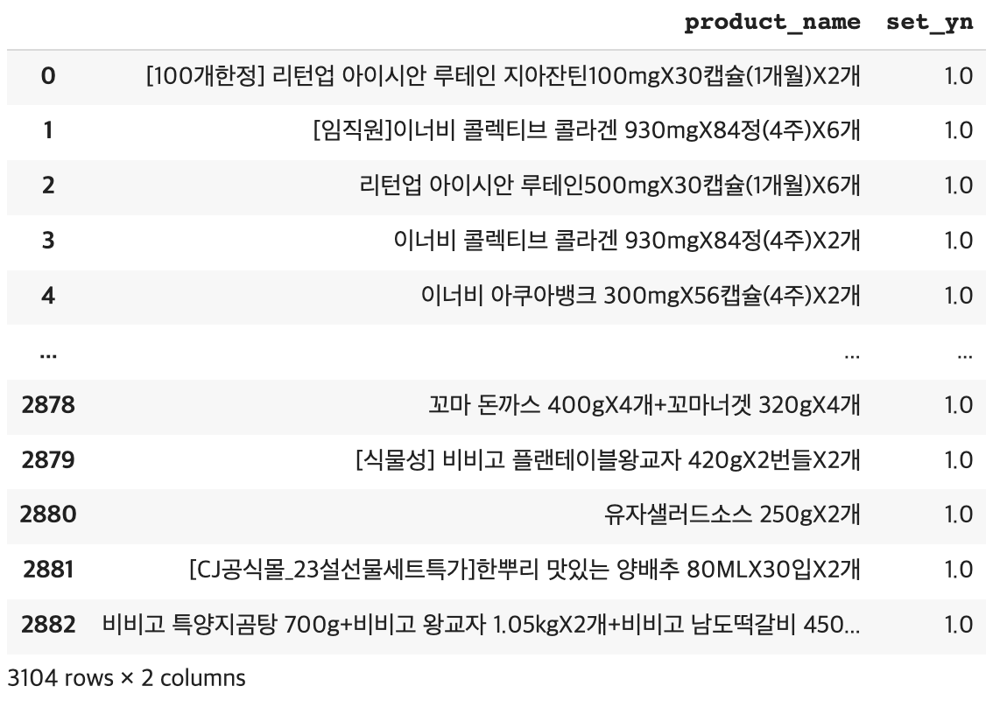 product_name set_yn
0 [100개한정] 리턴업 아이시안 루테인 지아잔틴100mgX30캡슐(1개월)X2개 1.0
1 [임직원]이너비 콜렉티브 콜라겐 930mgX84정(4주)X6개 1.0
2 리턴업 아이시안 루테인500mgX30캡슐(1개월)X6개 1.0
3 이너비 콜렉티브 콜라겐 930mgX84정(4주)X2개 1.0
4 이너비 아쿠아뱅크 300mgX56캡슐(4주)X2개 1.0
... ... ...
2878 꼬마 돈까스 400gX4개+꼬마너겟 320gX4개 1.0
2879 [식물성] 비비고 플랜테이블왕교자 420gX2번들X2개 1.0
2880 유자샐러드소스 250gX2개 1.0
2881 [CJ공식몰_23설선물세트특가]한뿌리 맛있는 양배추 80MLX30입X2개 1.0
2882 비비고 특양지곰탕 700g+비비고 왕교자 1.05kgX2개+비비고 남도떡갈비 450... 1.0
3104 rows × 2 columns